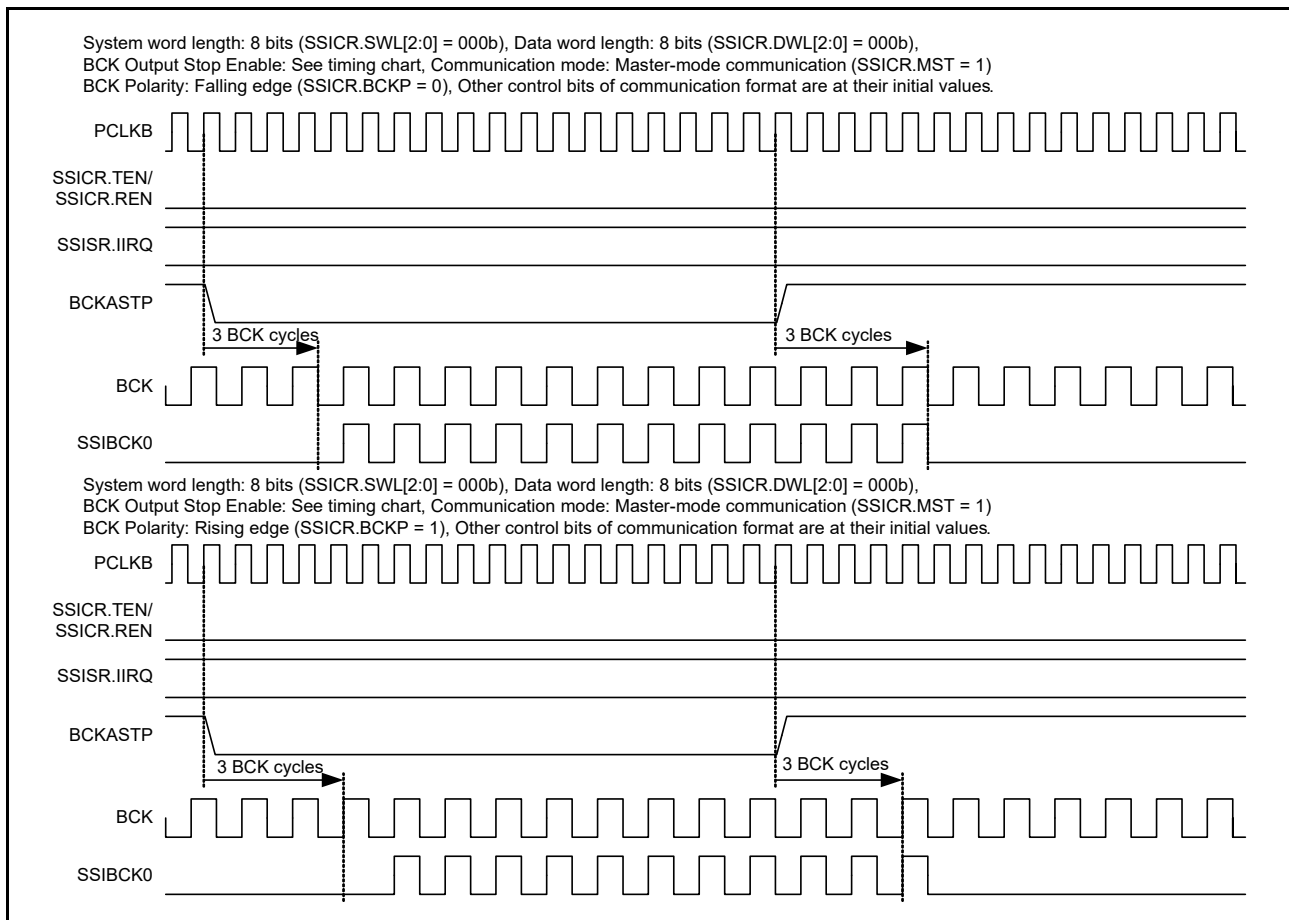 System word length: 8 bits (SSICR.SWL[2:0] = 000b), Data word length: 8 bits (SSICR.DWL[2:0] = 000b),
BCK Output Stop Enable: See timing chart, Communication mode: Master-mode communication (SSICR.MST = 1)
BCK Polarity: Falling edge (SSICR.BCKP = 0), Other control bits of communication format are at their initial values.
PCLKB
SSICR.TEN/
SSICR.REN
SSISR.IIRQ
BCKASTP
3 BCK cycles 3 BCK cycles
BCK
SSIBCK0
System word length: 8 bits (SSICR.SWL[2:0] = 000b), Data word length: 8 bits (SSICR.DWL[2:0] = 000b),
BCK Output Stop Enable: See timing chart, Communication mode: Master-mode communication (SSICR.MST = 1)
BCK Polarity: Rising edge (SSICR.BCKP = 1), Other control bits of communication format are at their initial values.
PCLKB
SSICR.TEN/
SSICR.REN
SSISR.IIRQ
BCKASTP
3 BCK cycles 3 BCK cycles
BCK
SSIBCK0